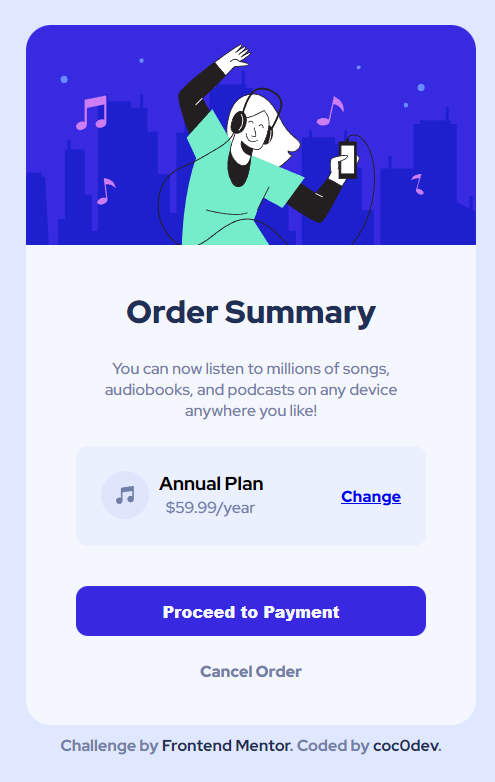 Order Summary
You can now listen to millions of songs,
audiobooks, and podcasts on any device
anywhere you like!
Annual Plan
$59.99/year
Change
Proceed to Payment
Cancel Order
Challenge by Frontend Mentor. Coded by coc0dev.